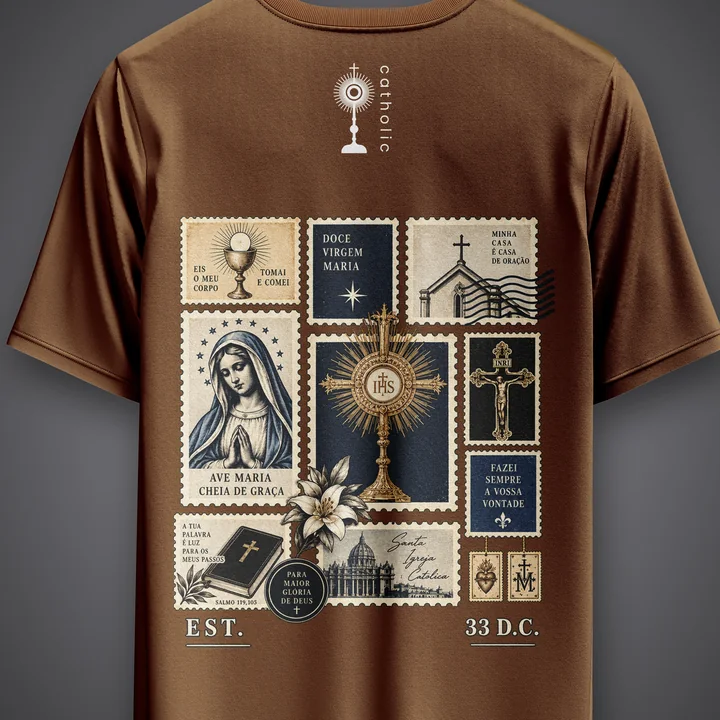 catholic
EIS
O MEU
CORPO
TOMAI
E COMEI
DOCE
VIRGEM
MARIA
MINHA
CASA
É CASA
DE ORAÇÃO
AVE MARIA
CHEIA DE GRAÇA
IHS
INRI
FAZEI
SEMPRE
A VOSSA
VONTADE
A TUA
PALAVRA
É LUZ
PARA OS
MEUS PASSOS
SALMO 119,105
PARA
MAIOR
GLÓRIA
DE DEUS
Santa
Igreja
Católica
M
EST.
33 D.C.